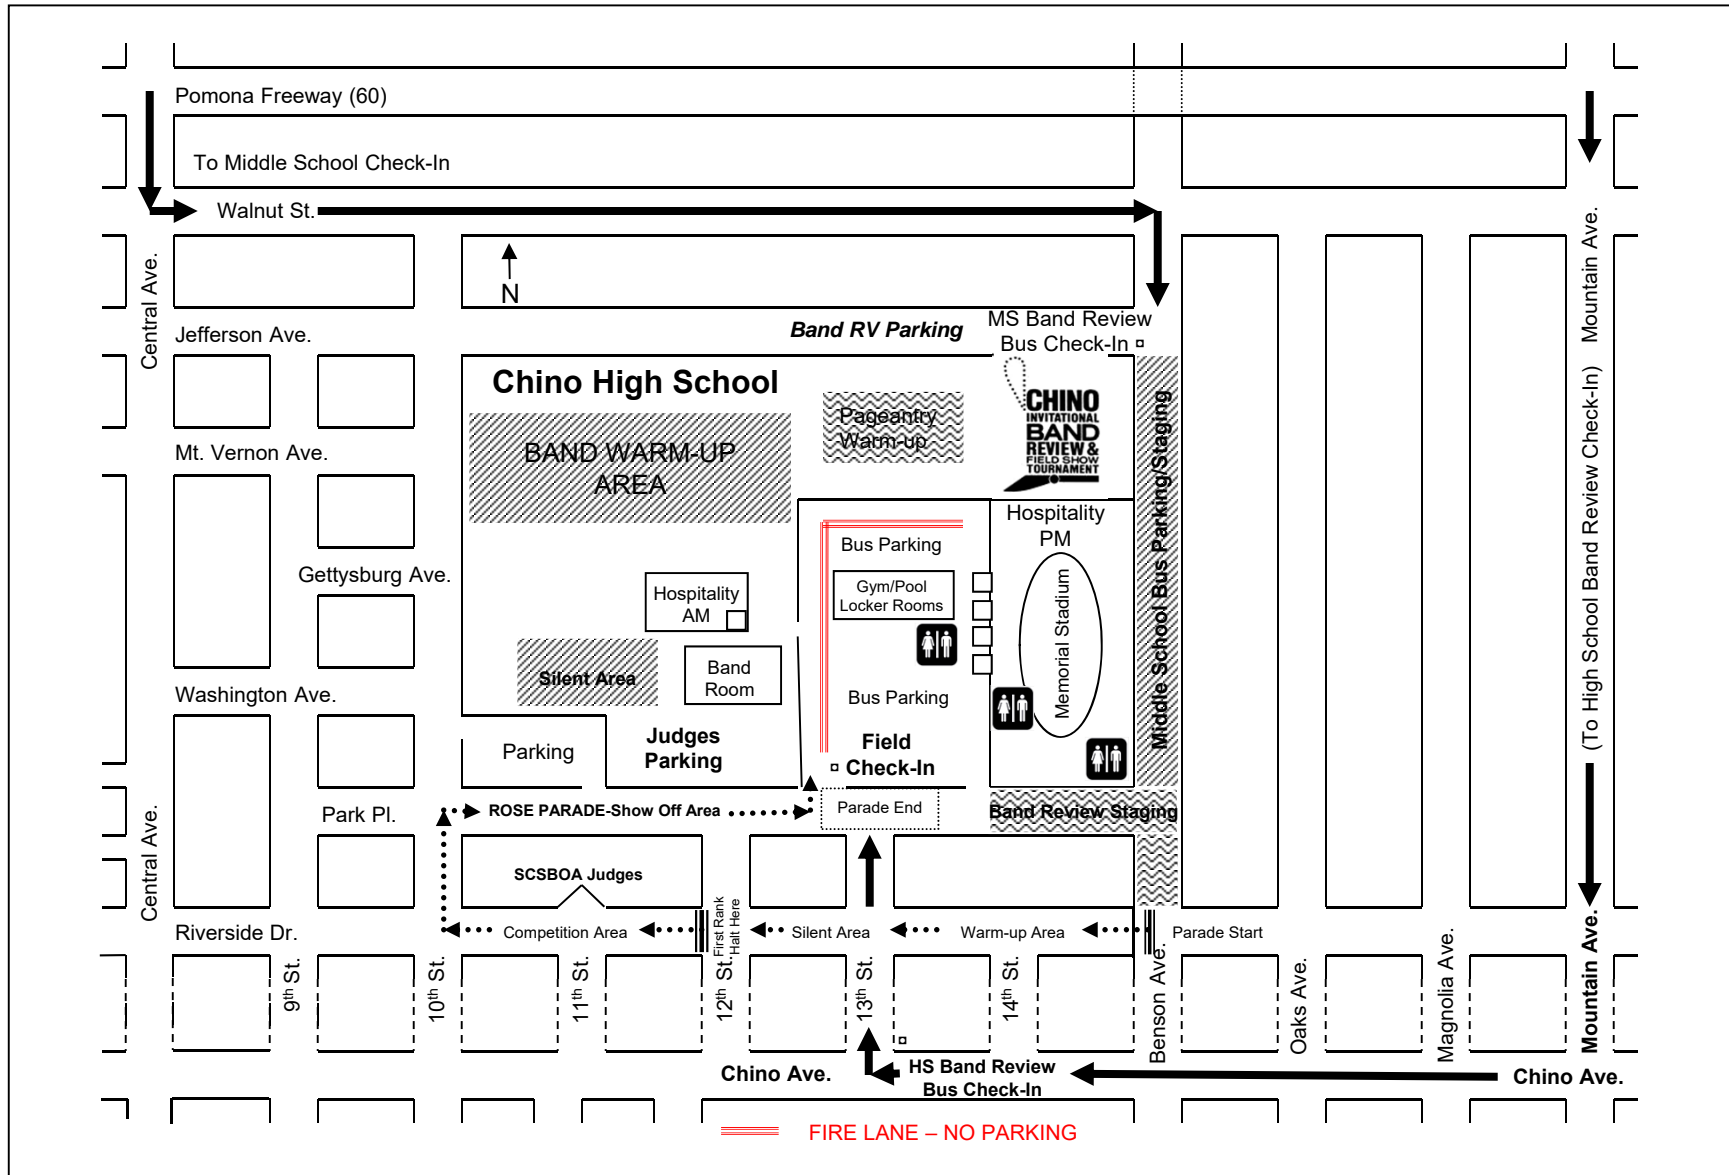 Pomona Freeway (60)
To Middle School Check-In
Walnut St.
Central Ave.
Mountain Ave.
N
Jefferson Ave.
Band RV Parking
MS Band Review
Bus Check-In
Chino High School
Pageantry
Warm-up
CHINO
INVITATIONAL
BAND
REVIEW &
FIELD SHOW
TOURNAMENT
BAND WARM-UP
AREA
Mt. Vernon Ave.
Middle School Bus Parking/Staging
(To High School Band Review Check-In)
Hospitality
PM
Bus Parking
Gettysburg Ave.
Hospitality
AM
Gym/Pool
Locker Rooms
Memorial Stadium
Silent Area
Band
Room
Washington Ave.
Bus Parking
Parking
Judges
Parking
Field
Check-In
Park Pl.
ROSE PARADE-Show Off Area
Parade End
Band Review Staging
Central Ave.
SCSBOA Judges
Riverside Dr.
Competition Area
First Rank
Halt Here
Silent Area
Warm-up Area
Parade Start
9th St.
10th St.
11th St.
12th St.
13th St.
14th St.
Benson Ave.
Oaks Ave.
Magnolia Ave.
Mountain Ave.
Chino Ave.
HS Band Review
Bus Check-In
Chino Ave.
FIRE LANE – NO PARKING